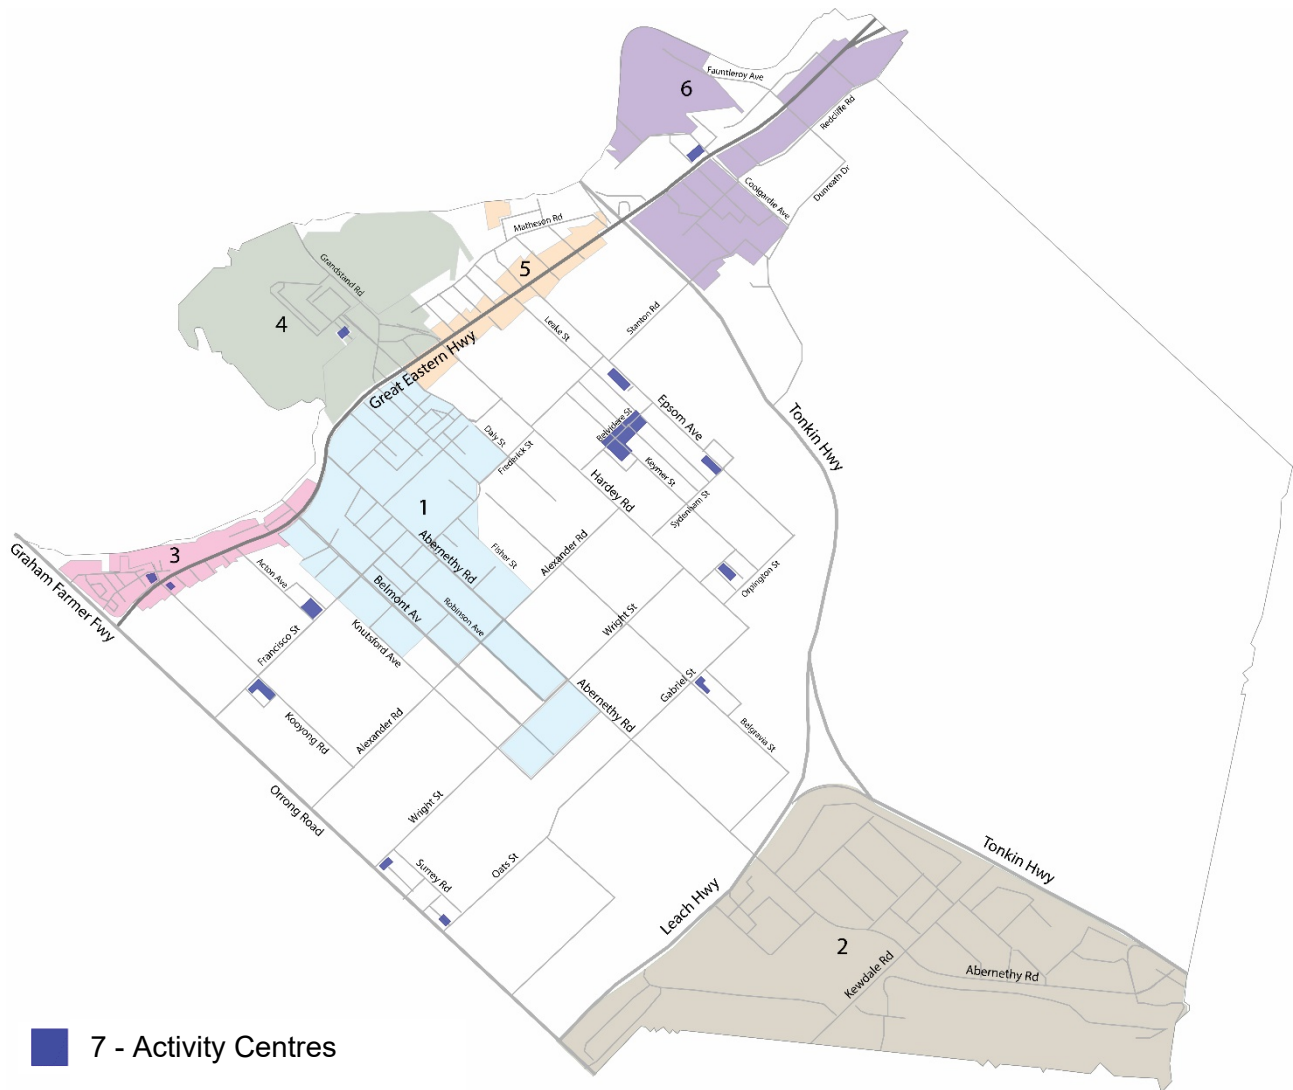 6
Fauntleroy Ave
Redcliffe Rd
Coolgardie Ave
Dunreath Dr
Matheson Rd
5
Grandstand Rd
4
Leake St
Stanton Rd
Great Eastern Hwy
Epsom Ave
Tonkin Hwy
Belvidere St
Daly St
Frederick St
Keymer St
Hardey Rd
Sydenham St
1
Abernethy Rd
Fisher St
Alexander Rd
3
Graham Farmer Fwy
Acton Ave
Belmont Av
Robinson Ave
Orpington St
Francisco St
Knutsford Ave
Wright St
Gabriel St
Abernethy Rd
Belgravia St
Kooyong Rd
Alexander Rd
Orrong Road
Wright St
Surrey Rd
Oats St
Tonkin Hwy
Leach Hwy
2
Kewdale Rd
Abernethy Rd
7 - Activity Centres